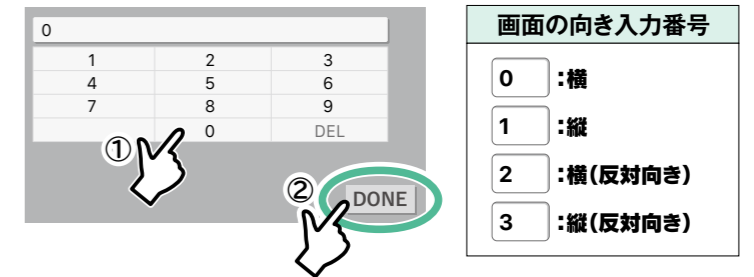 0
1 2 3
4 5 6
7 8 9
0 DEL
①
②
DONE
画面の向き入力番号
0 :横
1 :縦
2 :横(反対向き)
3 :縦(反対向き)